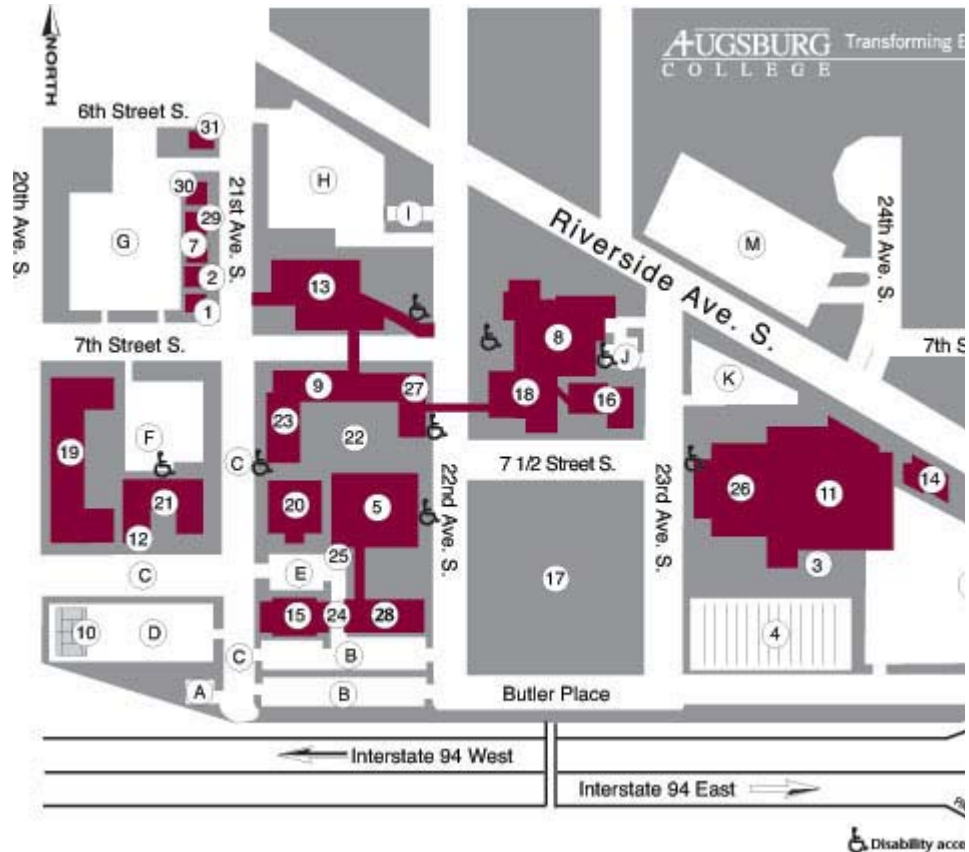 NORTH
AUGSBURG
COLLEGE
Transforming E
6th Street S.
31
20th Ave. S.
21st Ave. S.
H
I
30
29
G
7
2
1
M
24th Ave. S.
Riverside Ave. S.
13
8
J
7th Street S.
7th S
K
9
27
18
16
23
22
19
F
C
21
12
20
5
22nd Ave. S.
7 1/2 Street S.
23rd Ave. S.
26
11
14
25
E
C
17
3
10
D
15
24
28
4
C
B
A
B
Butler Place
Interstate 94 West
Interstate 94 East
Disability acce